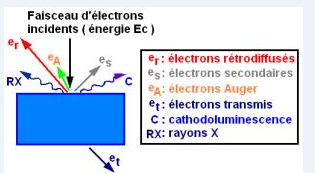 Faisceau d'électrons
incidents ( énergie Ec )
er
eA
es
RX
C
et
er : électrons rétrodiffusés
es : électrons secondaires
eA : électrons Auger
et : électrons transmis
C : cathodoluminescence
RX: rayons X